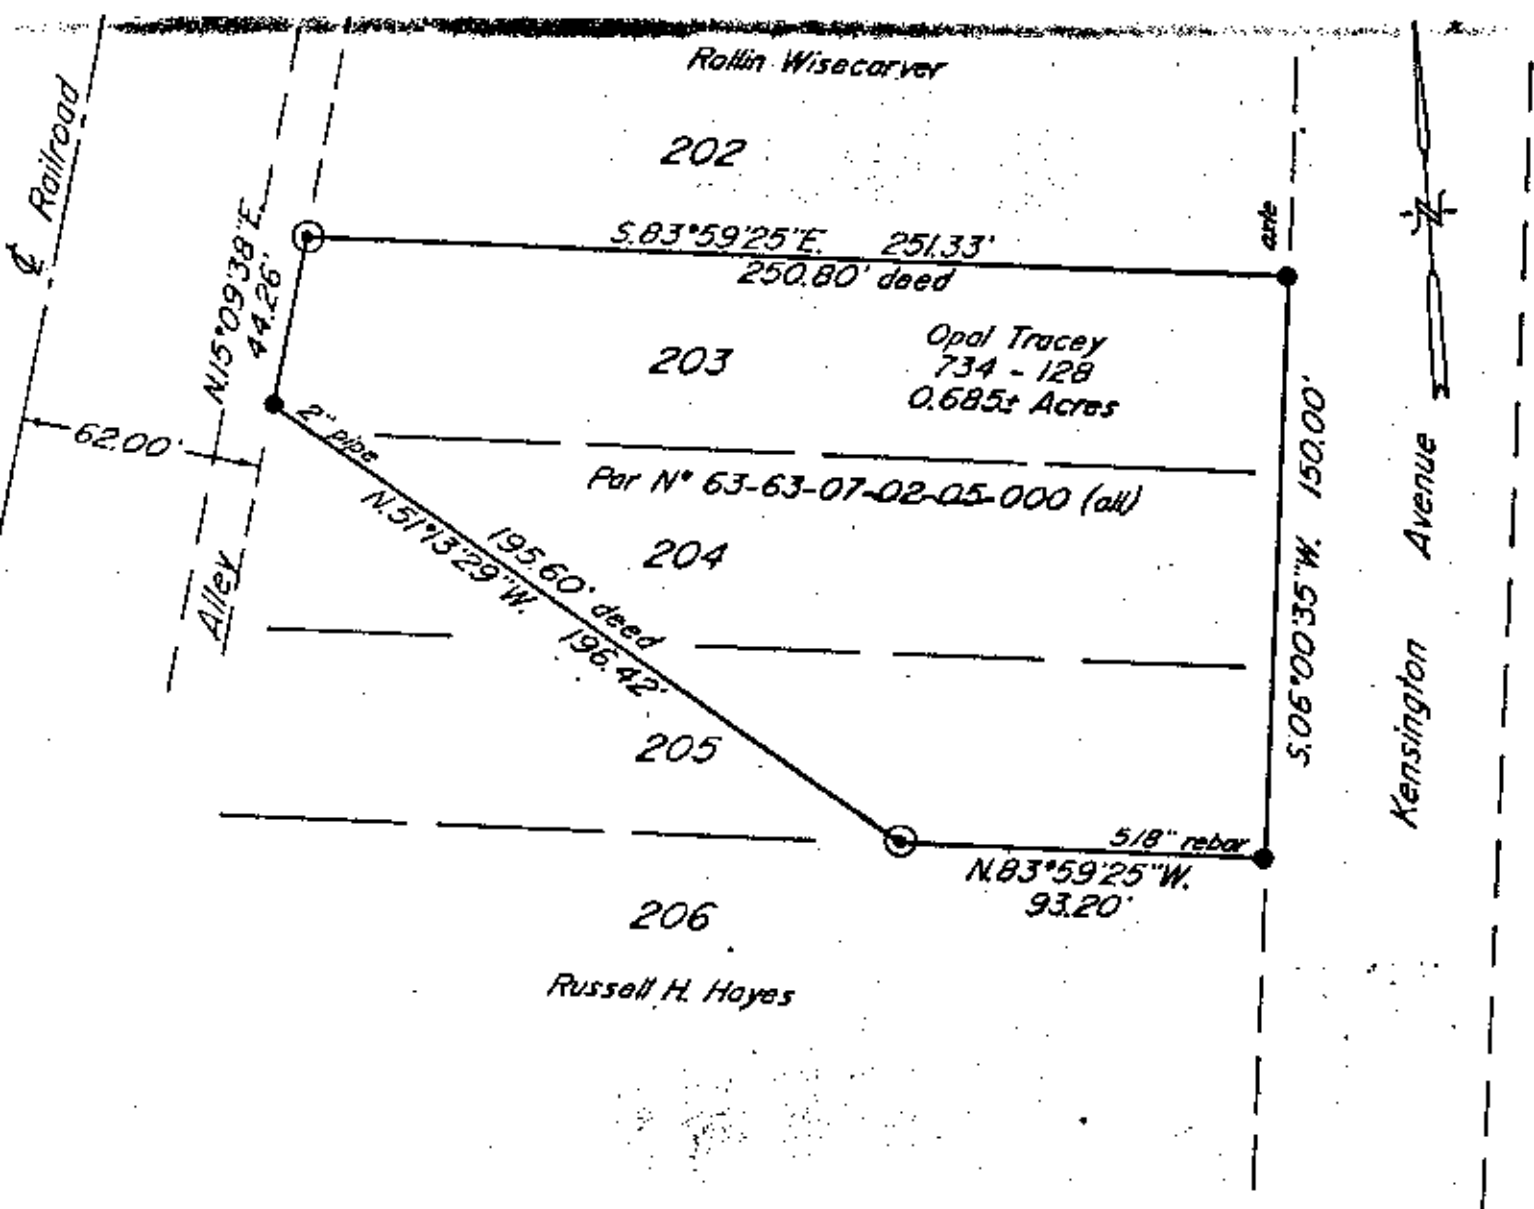 Rollin Wisecarver
℄ Railroad
202
axle
S.83°59'25"E. 251.33'
250.80' deed
N.15°09'38"E.
44.26'
Opal Tracey
734 - 128
0.685± Acres
203
62.00'
2" pipe
Par Nº 63-63-07-02-05-000 (all)
N.51°13'29"W. 196.42'
195.60' deed
204
Alley
S.06°00'35"W. 150.00'
Kensington Avenue
N
205
5/8" rebar
N.83°59'25"W.
93.20'
206
Russell H. Hayes